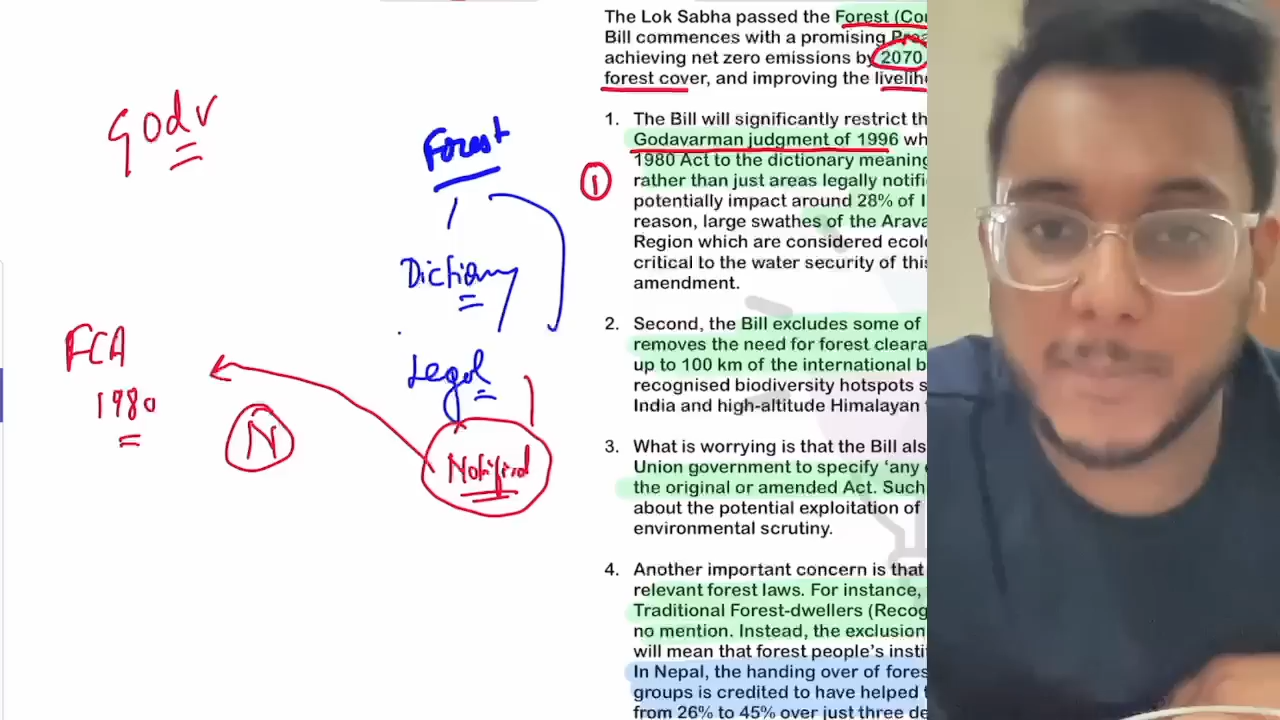 Godv
Forest
Dictionary
Legal
Notified
FCA
1980
N
1
The Lok Sabha passed the Forest (Con
Bill commences with a promising Prea
achieving net zero emissions by 2070
forest cover, and improving the liveliho
1. The Bill will significantly restrict th
Godavarman judgment of 1996 wh
1980 Act to the dictionary meaning
rather than just areas legally notifi
potentially impact around 28% of I
reason, large swathes of the Arava
Region which are considered ecol
critical to the water security of this
amendment.
2. Second, the Bill excludes some of
removes the need for forest cleara
up to 100 km of the international b
recognised biodiversity hotspots s
India and high-altitude Himalayan
3. What is worrying is that the Bill als
Union government to specify ‘any
the original or amended Act. Such
about the potential exploitation of
environmental scrutiny.
4. Another important concern is that
relevant forest laws. For instance,
Traditional Forest-dwellers (Recog
no mention. Instead, the exclusion
will mean that forest people’s insti
In Nepal, the handing over of fores
groups is credited to have helped
from 26% to 45% over just three de